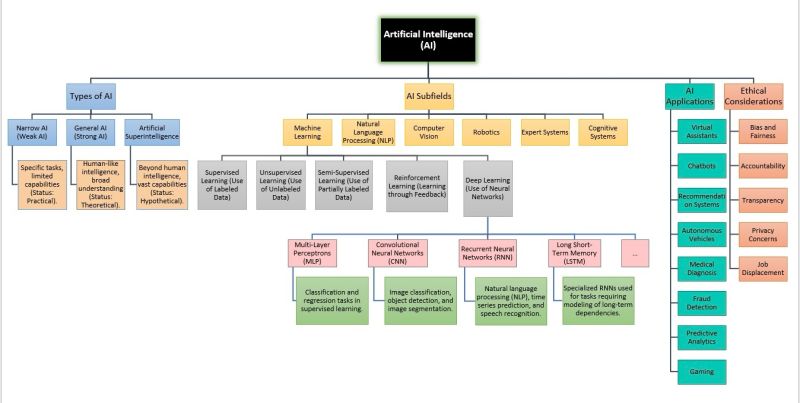 Artificial Intelligence
(AI)
Types of AI
AI Subfields
AI
Applications
Ethical
Considerations
Narrow AI
(Weak AI)
General AI
(Strong AI)
Artificial
Superintelligence
Machine
Learning
Natural
Language
Processing (NLP)
Computer
Vision
Robotics
Expert Systems
Cognitive
Systems
Virtual
Assistants
Bias and
Fairness
Specific tasks,
limited
capabilities
(Status:
Practical).
Human-like
intelligence,
broad
understanding
(Status:
Theoretical).
Beyond human
intelligence,
vast capabilities
(Status:
Hypothetical).
Supervised
Learning (Use
of Labeled
Data)
Unsupervised
Learning (Use
of Unlabeled
Data)
Semi-Supervised
Learning (Use of
Partially Labeled
Data)
Reinforcement
Learning (Learning
through Feedback)
Deep Learning
(Use of Neural
Networks)
Chatbots
Accountability
Recommendati
on Systems
Transparency
Autonomous
Vehicles
Privacy
Concerns
Multi-Layer
Perceptrons
(MLP)
Convolutional
Neural Networks
(CNN)
Recurrent Neural
Networks (RNN)
Long Short-
Term Memory
(LSTM)
...
Medical
Diagnosis
Job
Displacement
Classification and
regression tasks in
supervised learning.
Image classification,
object detection, and
image segmentation.
Natural language
processing (NLP), time
series prediction, and
speech recognition.
Specialized RNNs used
for tasks requiring
modeling of long-term
dependencies.
Fraud
Detection
Predictive
Analytics
Gaming